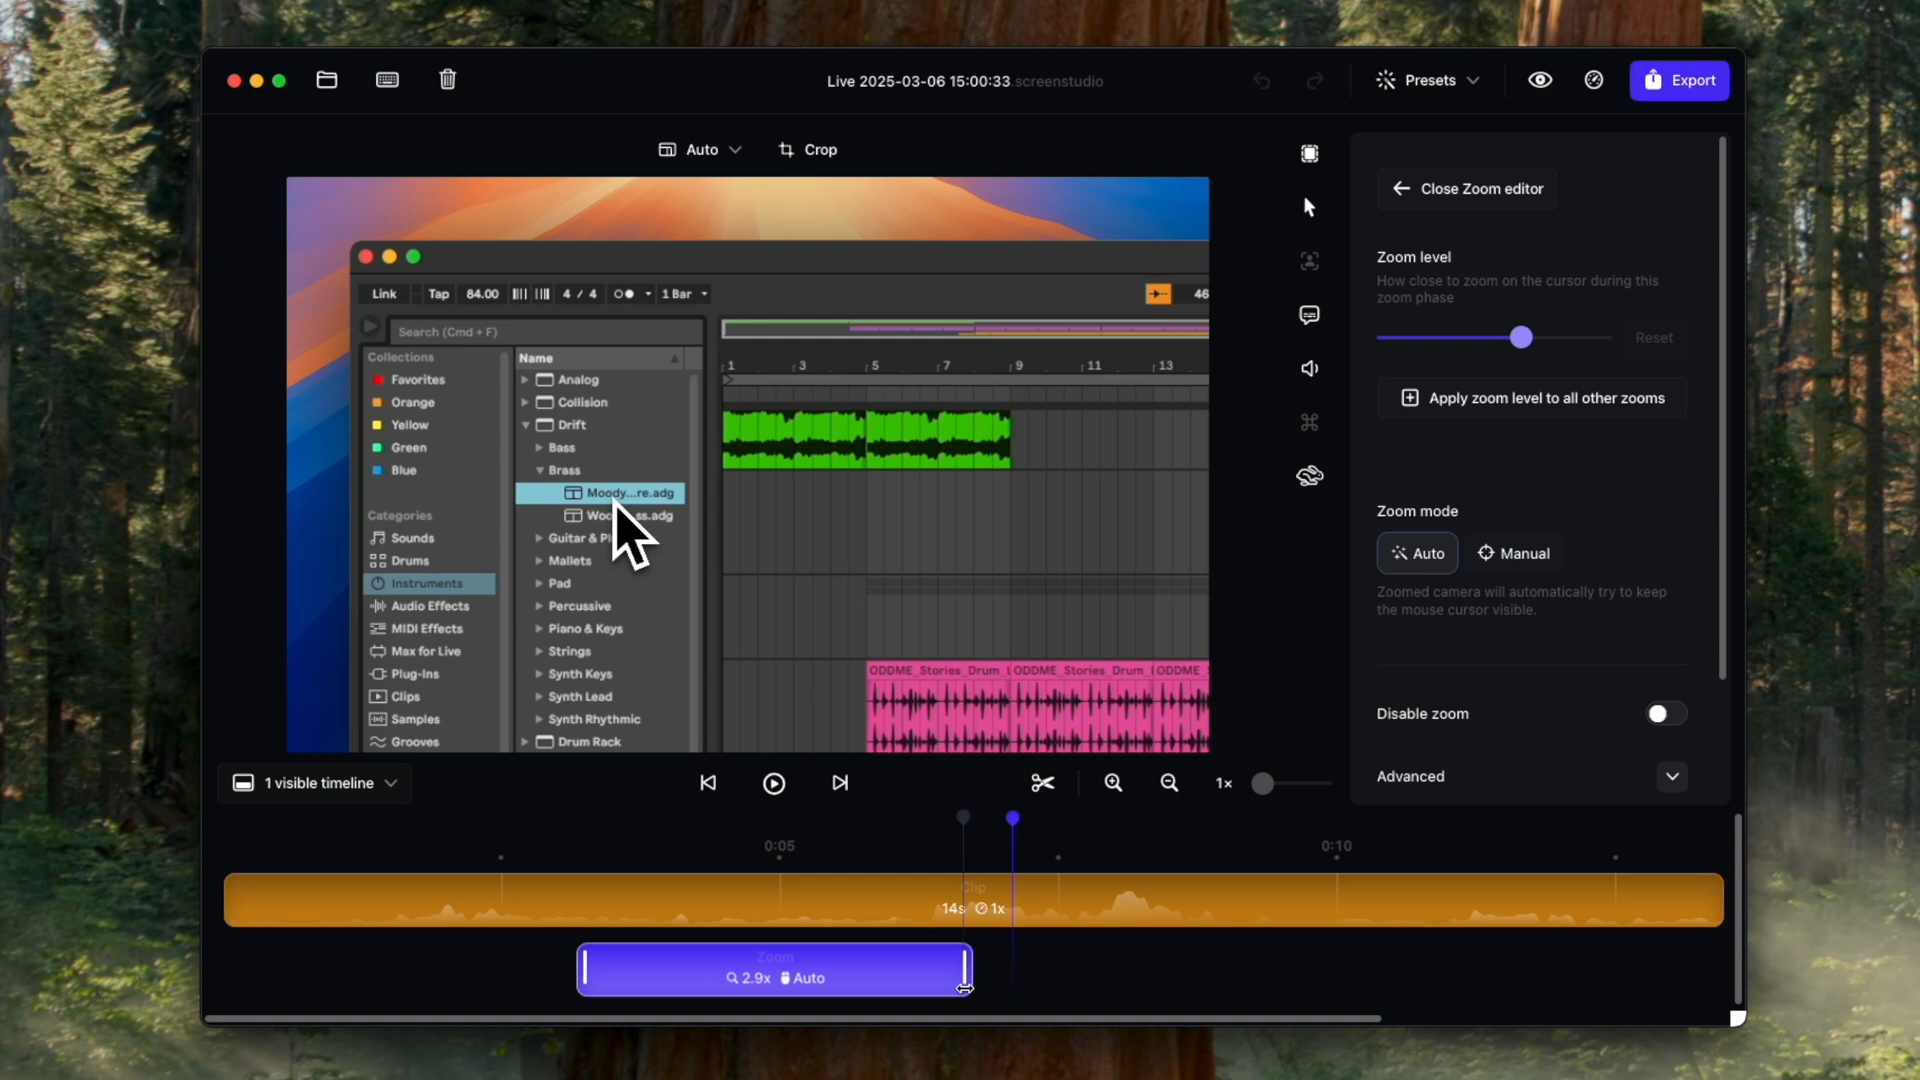 Live 2025-03-06 15:00:33.screenstudio
Presets
Export
Auto
Crop
Link
Tap
84.00
4 / 4
1 Bar
46
Search (Cmd + F)
Collections
Favorites
Orange
Yellow
Green
Blue
Categories
Sounds
Drums
Instruments
Audio Effects
MIDI Effects
Max for Live
Plug-Ins
Clips
Samples
Grooves
Name
Analog
Collision
Drift
Bass
Brass
Moody...re.adg
ss.adg
Guitar &
Mallets
Pad
Percussive
Piano & Keys
Strings
Synth Keys
Synth Lead
Synth Rhythmic
Drum Rack
1 3 5 7 9 11 13
ODDME_Stories_Drum_ ODDME_Stories_Drum_ ODDME_
Close Zoom editor
Zoom level
How close to zoom on the cursor during this
zoom phase
Reset
Apply zoom level to all other zooms
Zoom mode
Auto
Manual
Zoomed camera will automatically try to keep
the mouse cursor visible.
Disable zoom
Advanced
1 visible timeline
1x
0:05
0:10
Clip
14s 1x
Zoom
2.9x Auto